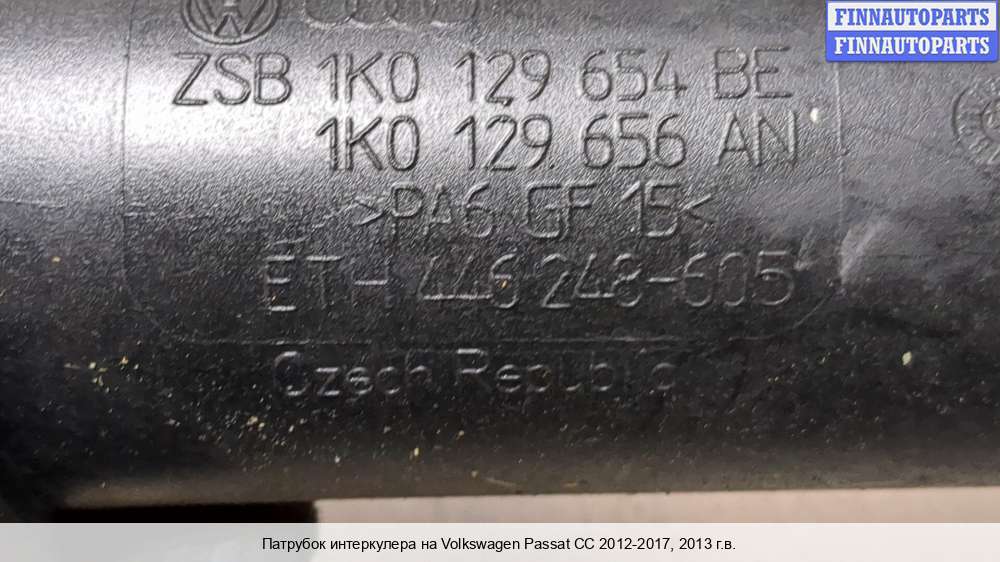 FINNAUTOPARTS
FINNAUTOPARTS
ZSB 1K0 129 654 BE
1K0 129 656 AN
>PA6 GF 15<
ETH 446 248-605
Czech Republic
Патрубок интеркулера на Volkswagen Passat CC 2012-2017, 2013 г.в.